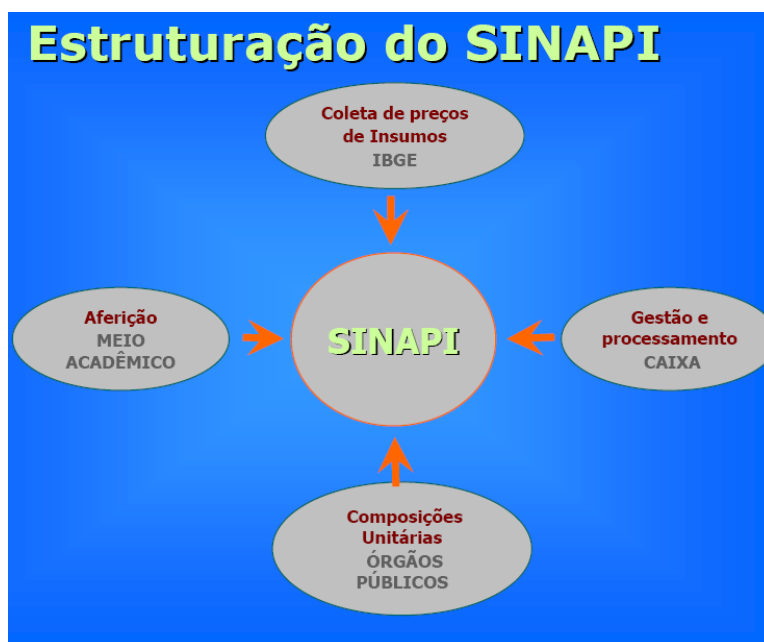 Estruturação do SINAPI
Coleta de preços
de Insumos
IBGE
Aferição
MEIO
ACADÊMICO
SINAPI
Gestão e
processamento
CAIXA
Composições
Unitárias
ÓRGÃOS
PÚBLICOS